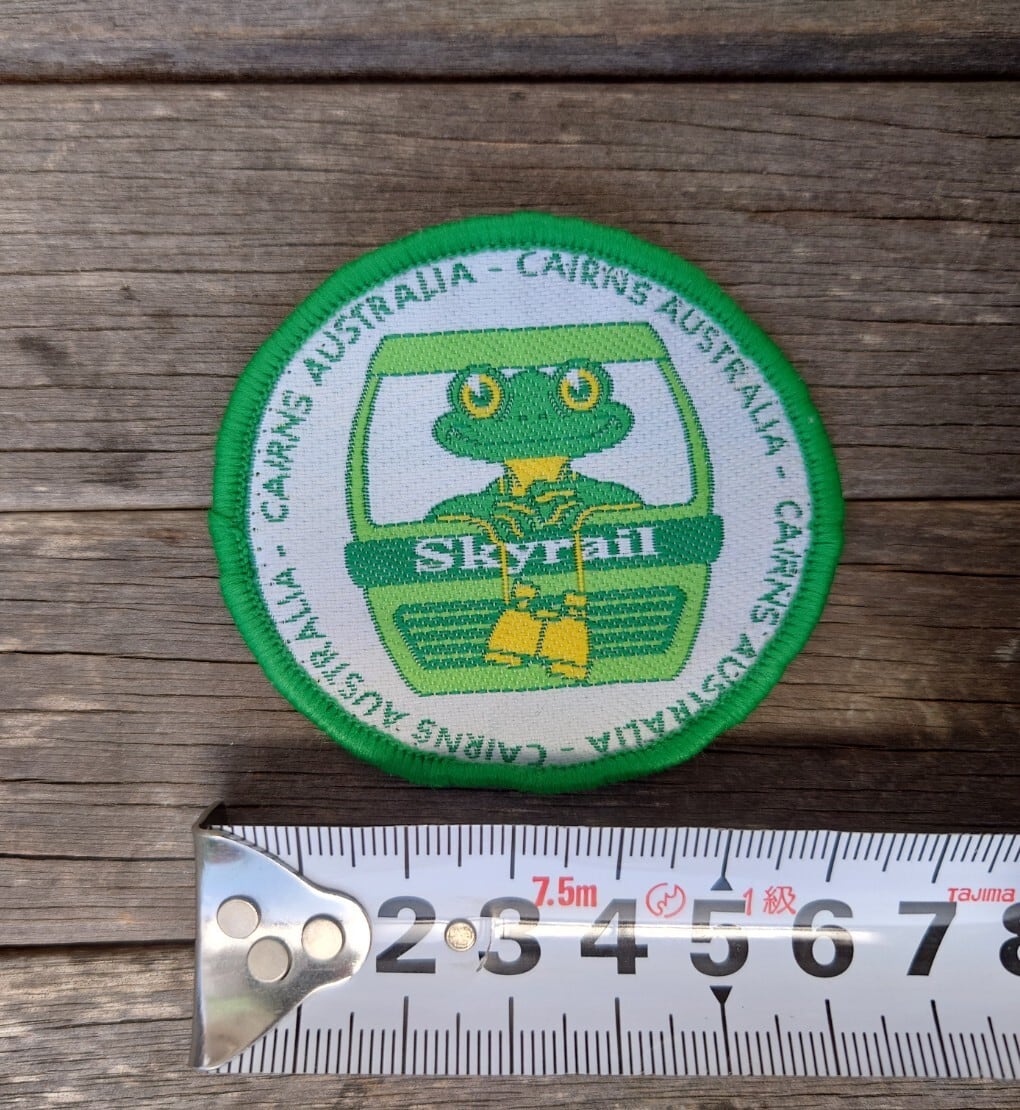 CAIRNS AUSTRALIA - CAIRNS AUSTRALIA - CAIRNS AUSTRALIA - CAIRNS AUSTRALIA -
Skyrail
7.5m 1級 TAJIMA
2 3 4 5 6 7 8